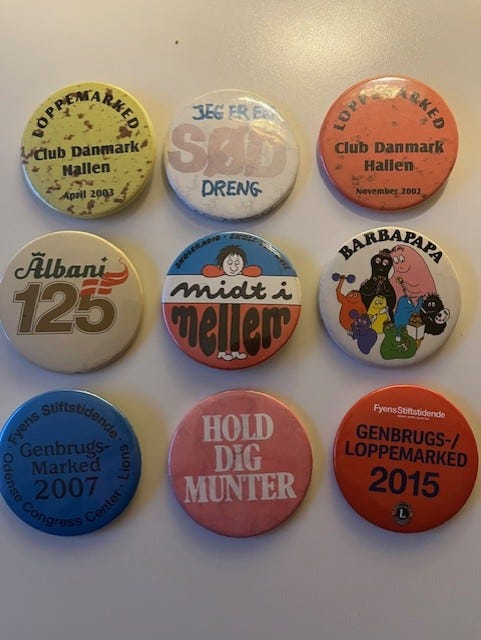 LOPPEMARKED
Club Danmark
Hallen
April 2003
JEG ER EN
SØD
DRENG
LOPPEMARKED
Club Danmark
Hallen
November 2002
Albani
125
SKOLERADIO
midt i
mellem
BARBAPAPA
Fyens Stiftstidende · Lions · Odense Congress Center ·
Genbrugs-
Marked
2007
HOLD
DIG
MUNTER
FyensStiftstidende
GENBRUGS-/
LOPPEMARKED
2015
L